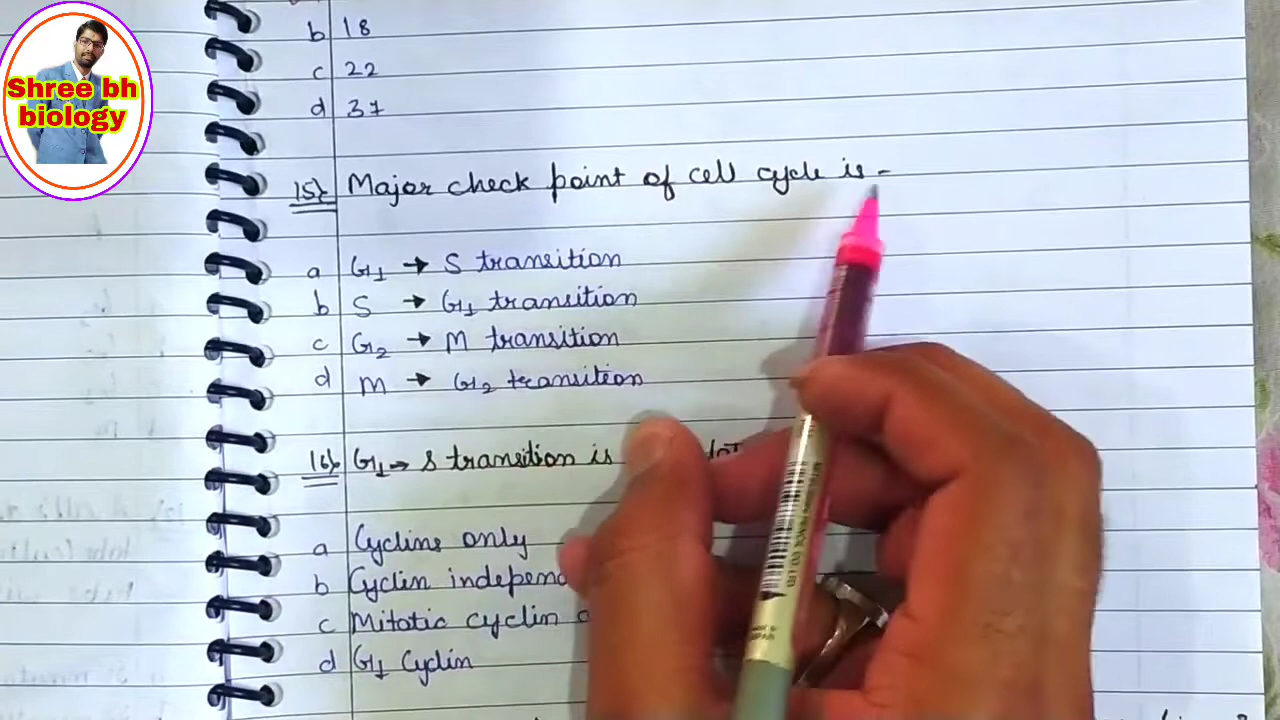 Shree bh
biology
b 18
c 22
d 37
15} Major check point of cell cycle is -
a G1 → S transition
b S → G1 transition
c G2 → M transition
d M → G2 transition
16} G1 → S transition is
a Cyclins only
b Cyclin
c Mitotic cyclin
d G1 Cyclin